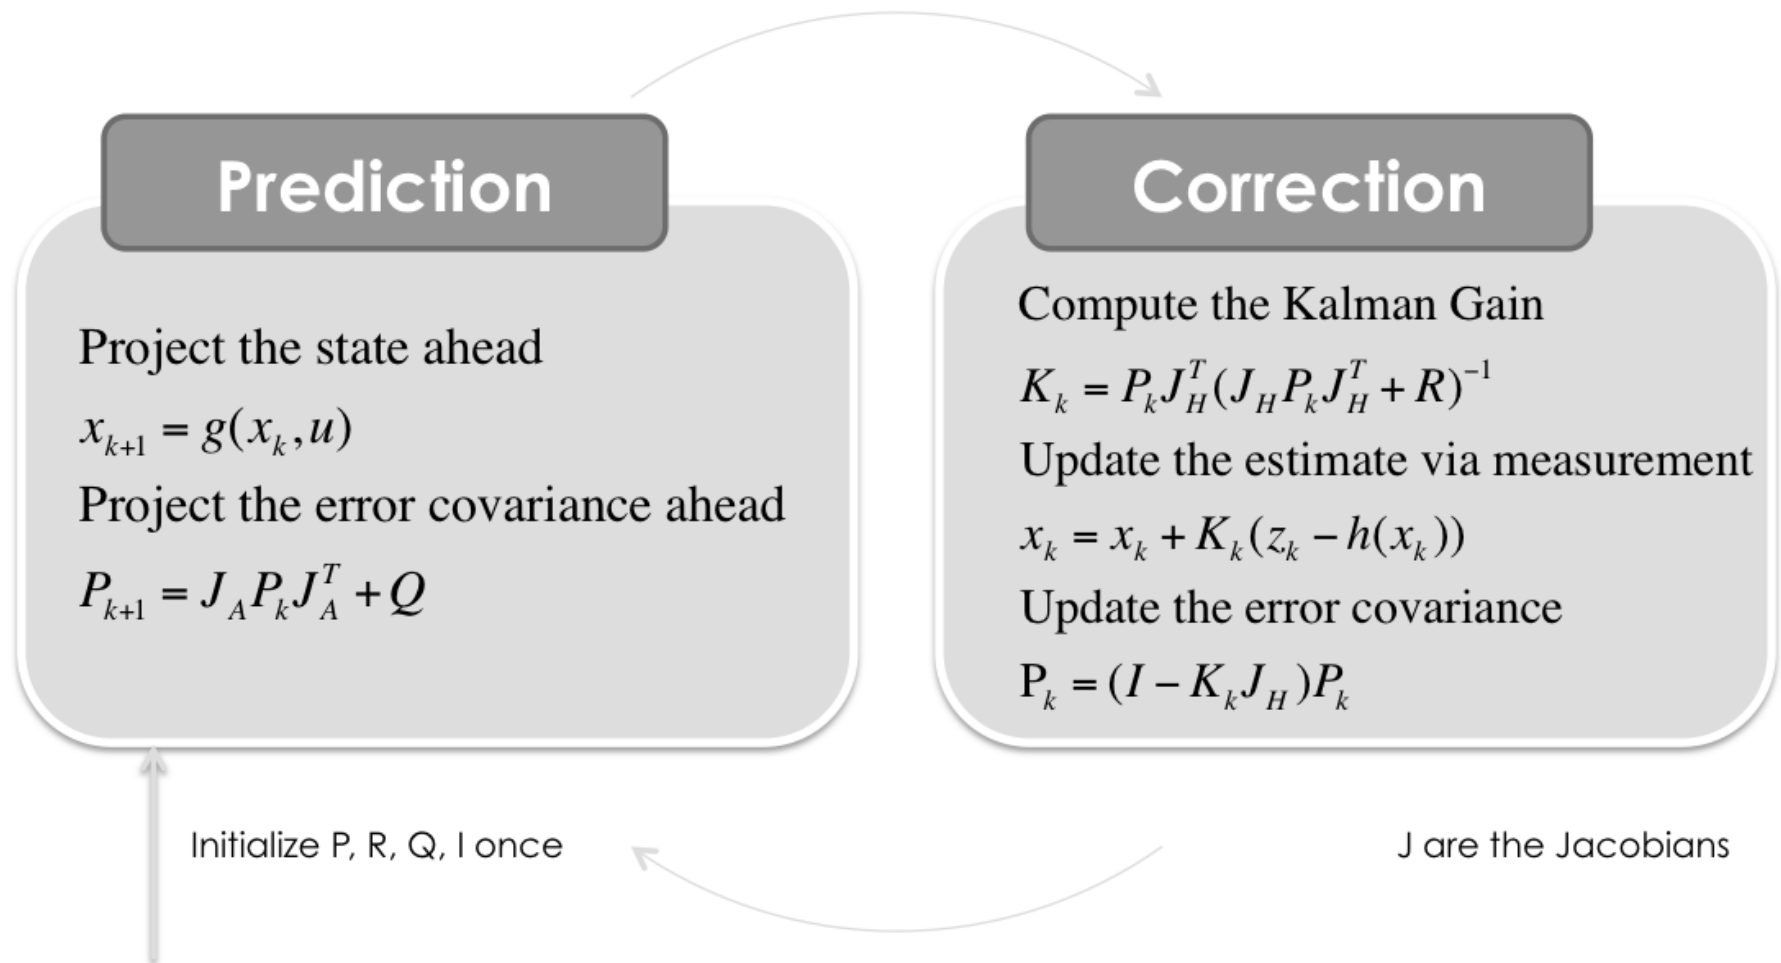 Prediction
Project the state ahead
x_{k+1} = g(x_k, u)
Project the error covariance ahead
P_{k+1} = J_A P_k J_A^T + Q
Initialize P, R, Q, I once
Correction
Compute the Kalman Gain
K_k = P_k J_H^T (J_H P_k J_H^T + R)^{-1}
Update the estimate via measurement
x_k = x_k + K_k (z_k − h(x_k))
Update the error covariance
P_k = (I − K_k J_H) P_k
J are the Jacobians